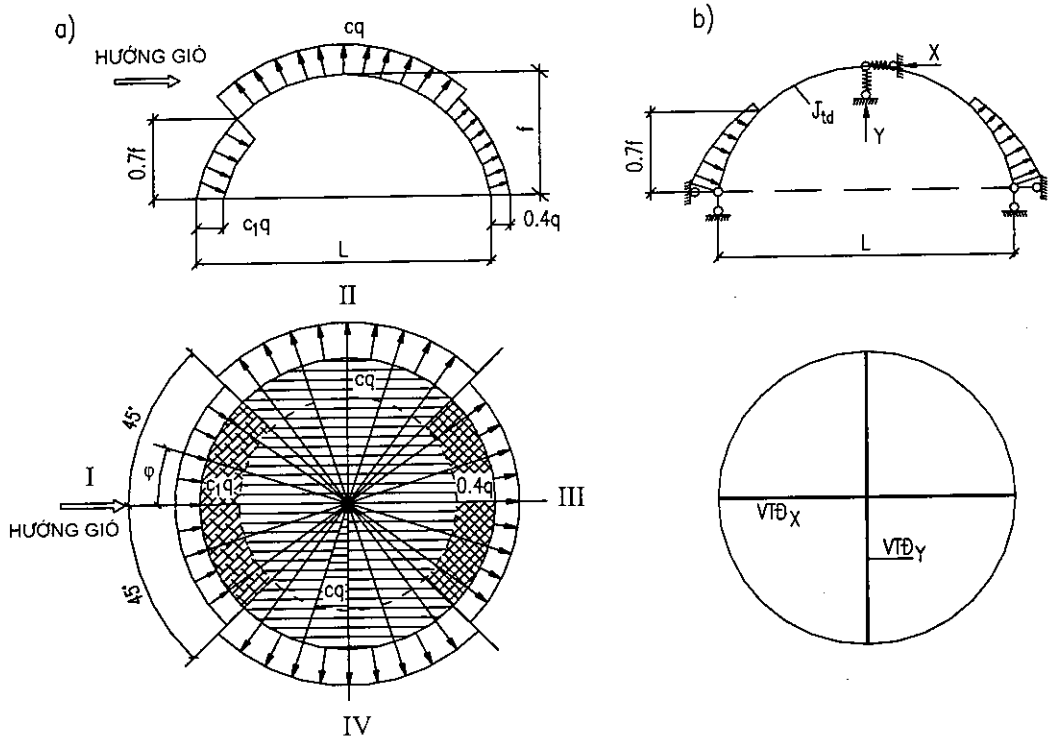 a)
HƯỚNG GIÓ
cq
0.7f
f
c₁q
0.4q
L
b)
X
Y
Jtd
0.7f
L
II
45°
φ
I
HƯỚNG GIÓ
45°
cq
c₁q
0.4q
III
cq
IV
VTĐX
VTĐY